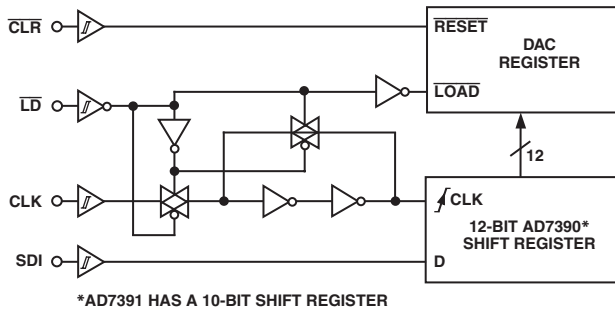 CLR
RESET
DAC
REGISTER
LD
LOAD
12
CLK
CLK
12-BIT AD7390*
SHIFT REGISTER
SDI
D
*AD7391 HAS A 10-BIT SHIFT REGISTER